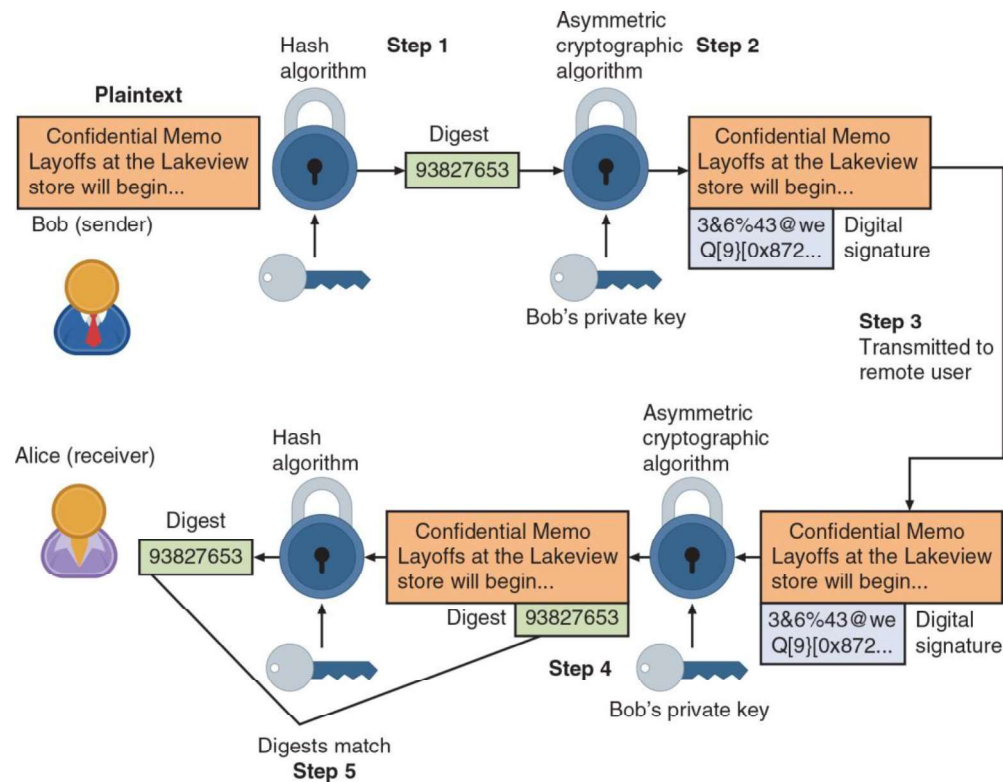 Hash
algorithm
Step 1
Asymmetric
cryptographic
algorithm
Step 2
Plaintext
Confidential Memo
Layoffs at the Lakeview
store will begin...
Bob (sender)
Digest
93827653
Confidential Memo
Layoffs at the Lakeview
store will begin...
3&6%43@we
Q[9}[0x872...
Digital
signature
Bob's private key
Step 3
Transmitted to
remote user
Alice (receiver)
Hash
algorithm
Asymmetric
cryptographic
algorithm
Digest
93827653
Confidential Memo
Layoffs at the Lakeview
store will begin...
Digest
93827653
Confidential Memo
Layoffs at the Lakeview
store will begin...
3&6%43@we
Q[9}[0x872...
Digital
signature
Step 4
Bob's private key
Digests match
Step 5